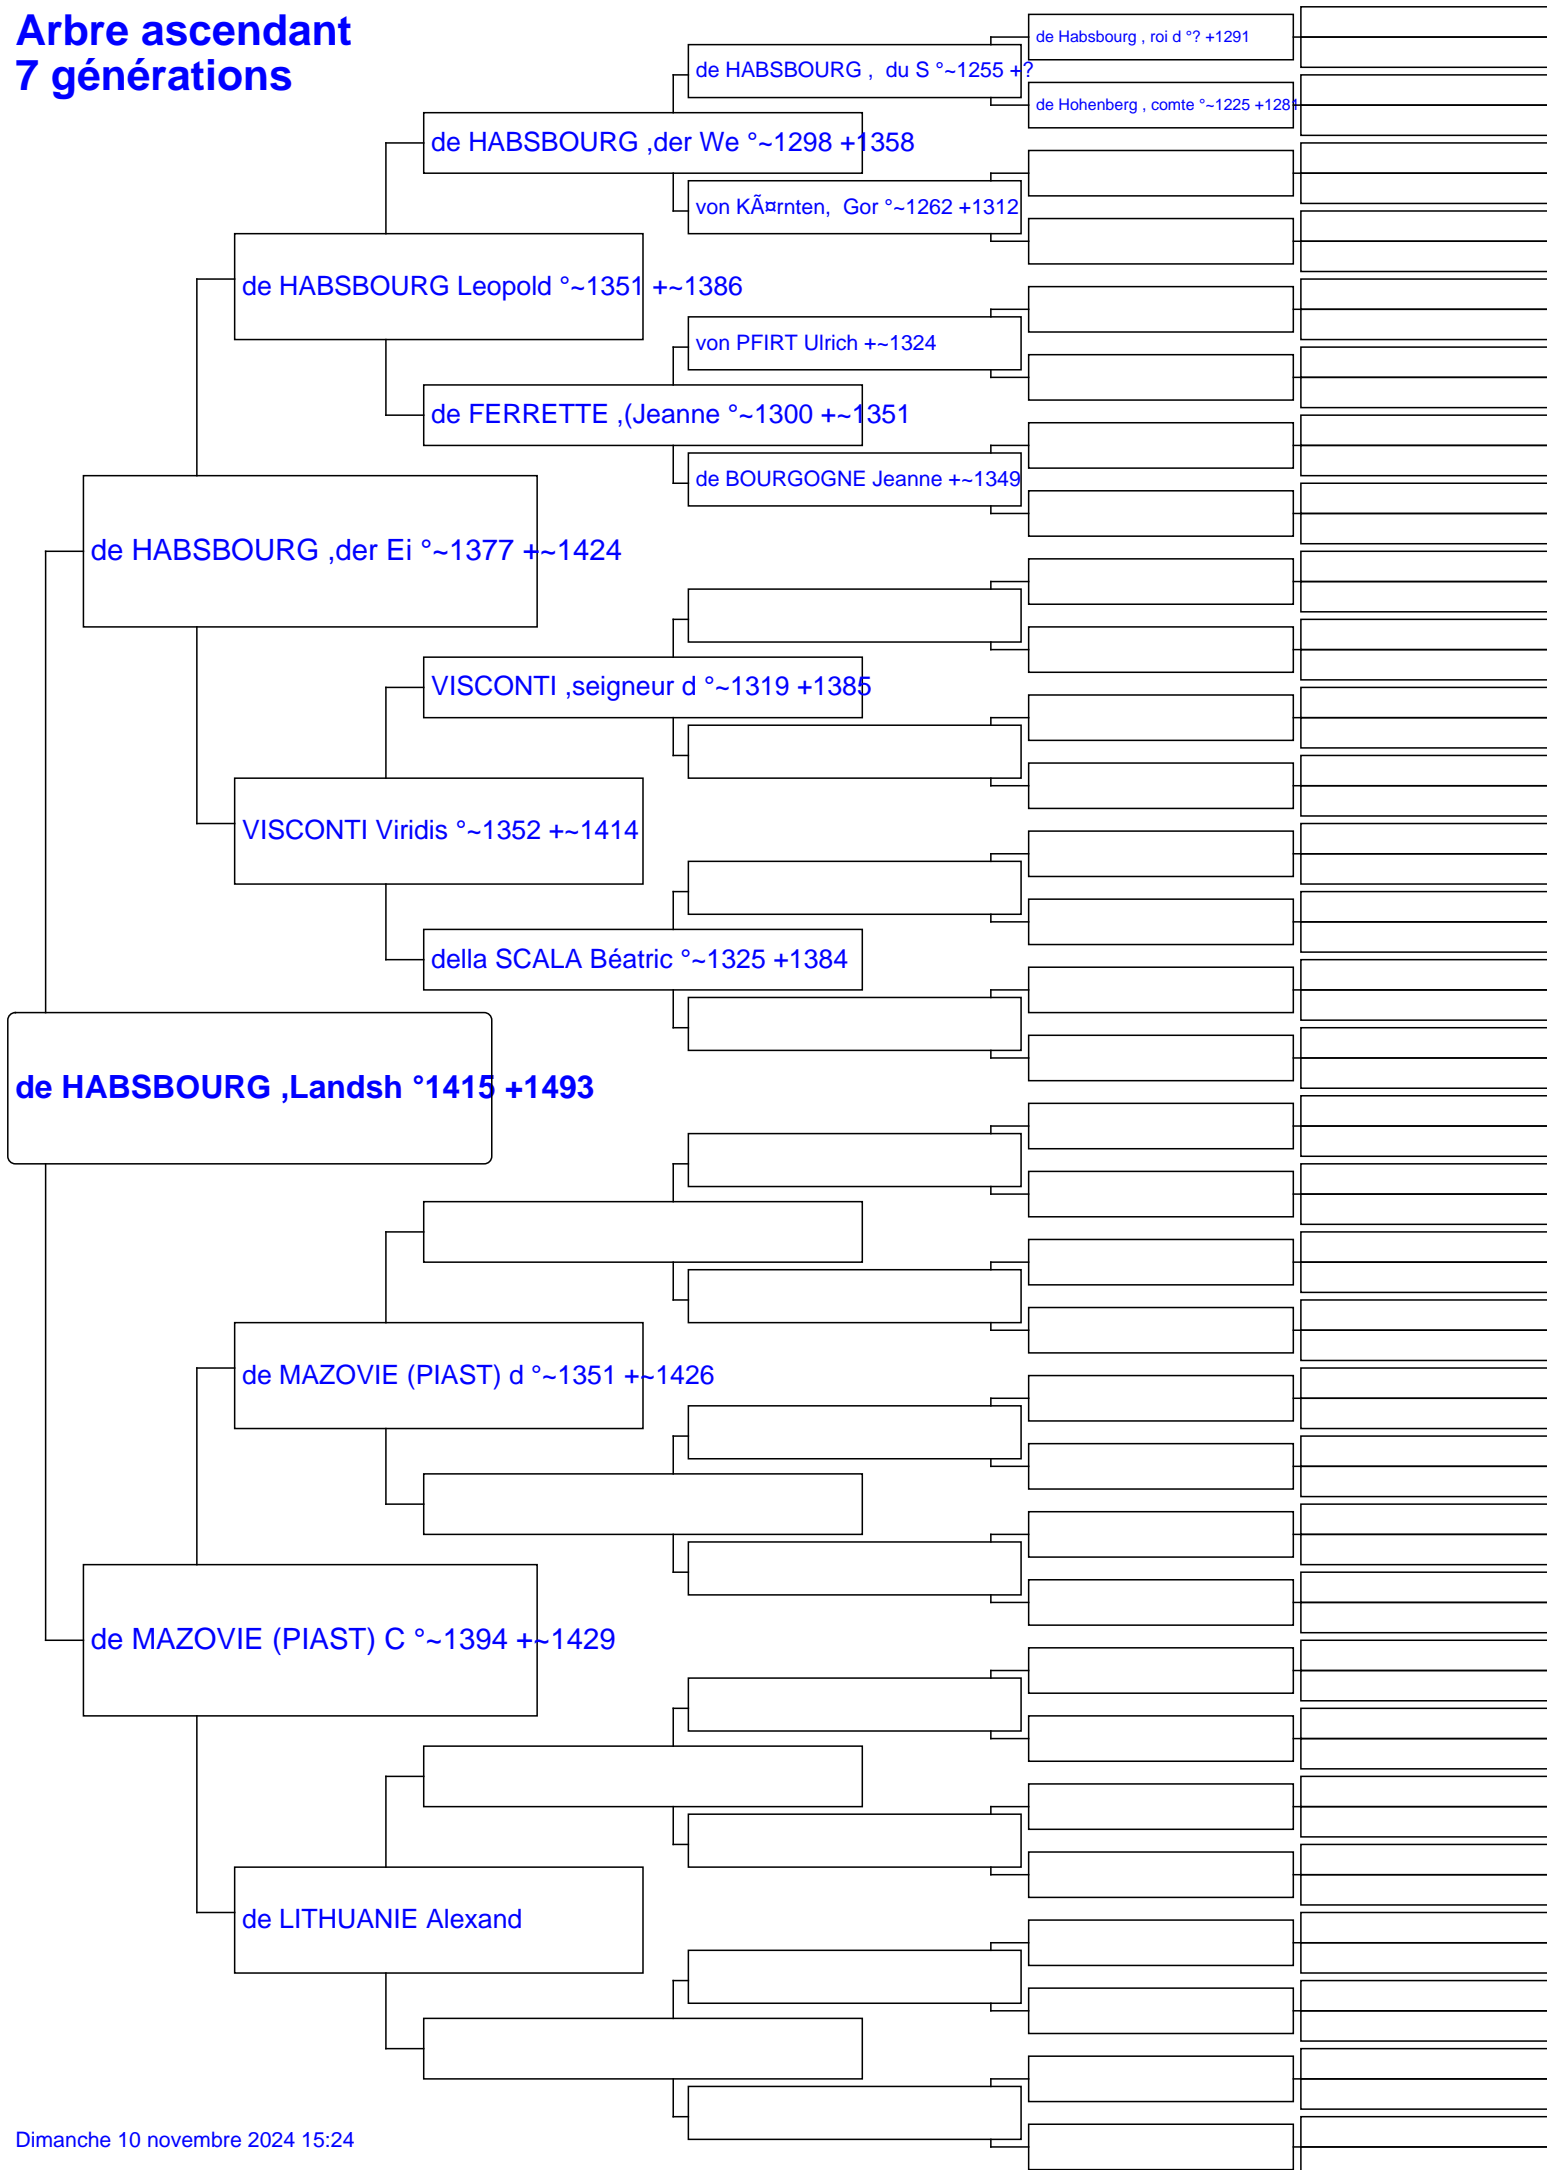 Arbre ascendant
7 générations
de Habsbourg , roi d °? +1291
de HABSBOURG ,  du S °~1255 +?
de Hohenberg , comte °~1225 +1281
de HABSBOURG ,der We °~1298 +1358
von KÃ¤rnten,  Gor °~1262 +1312
de HABSBOURG Leopold °~1351 +~1386
von PFIRT Ulrich +~1324
de FERRETTE ,(Jeanne °~1300 +~1351
de BOURGOGNE Jeanne +~1349
de HABSBOURG ,der Ei °~1377 +~1424
VISCONTI ,seigneur d °~1319 +1385
VISCONTI Viridis °~1352 +~1414
della SCALA Béatric °~1325 +1384
de HABSBOURG ,Landsh °1415 +1493
de MAZOVIE (PIAST) d °~1351 +~1426
de MAZOVIE (PIAST) C °~1394 +~1429
de LITHUANIE Alexand
Dimanche 10 novembre 2024 15:24